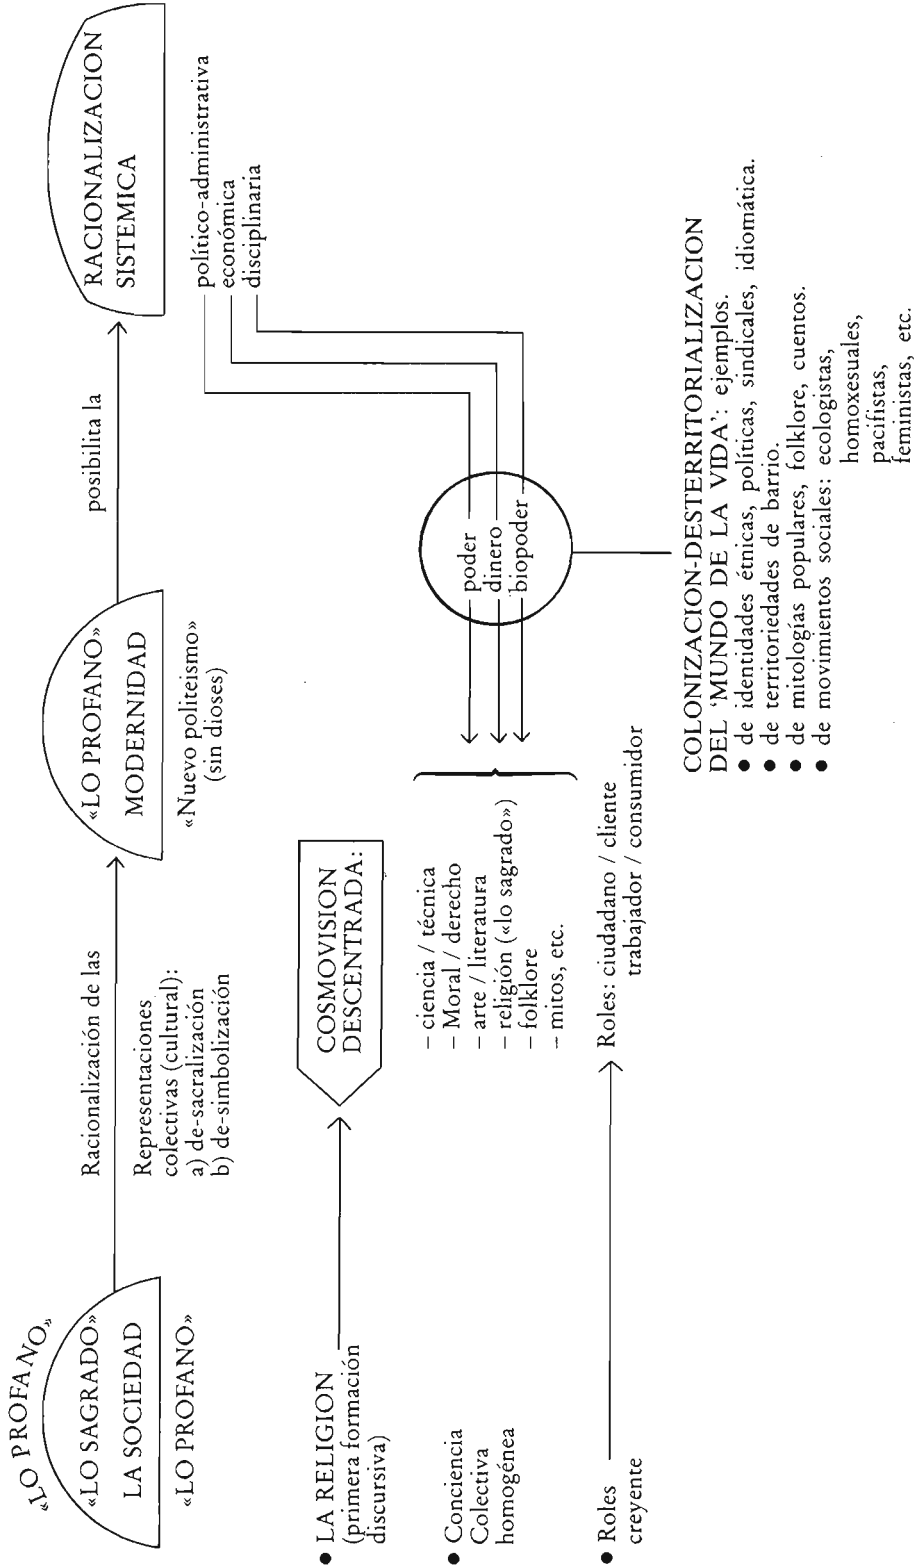 «LO PROFANO»
«LO SAGRADO»
LA SOCIEDAD
«LO PROFANO»
Racionalización de las
Representaciones
colectivas (cultural):
a) de-sacralización
b) de-simbolización
«LO PROFANO»
MODERNIDAD
«Nuevo politeismo»
(sin dioses)
posibilita la
RACIONALIZACION
SISTEMICA
político-administrativa
económica
disciplinaria
● LA RELIGION
(primera formación
discursiva)
COSMOVISION
DESCENTRADA:
● Conciencia
Colectiva
homogénea
– ciencia / técnica
– Moral / derecho
– arte / literatura
– religión («lo sagrado»)
– folklore
– mitos, etc.
poder
dinero
biopoder
● Roles
creyente
Roles: ciudadano / cliente
trabajador / consumidor
COLONIZACION-DESTERRITORIALIZACION
DEL ‘MUNDO DE LA VIDA’: ejemplos.
● de identidades étnicas, políticas, sindicales, idiomática.
● de territoriedades de barrio.
● de mitologías populares, folklore, cuentos.
● de movimientos sociales: ecologistas,
homoxesuales,
pacifistas,
feministas, etc.